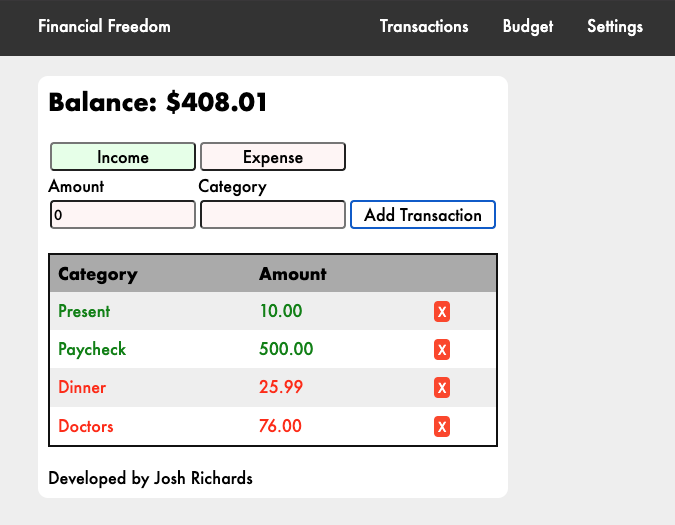 Financial Freedom Transactions Budget Settings
Balance: $408.01
Income Expense
Amount Category
0 Add Transaction
Category Amount
Present 10.00 X
Paycheck 500.00 X
Dinner 25.99 X
Doctors 76.00 X
Developed by Josh Richards